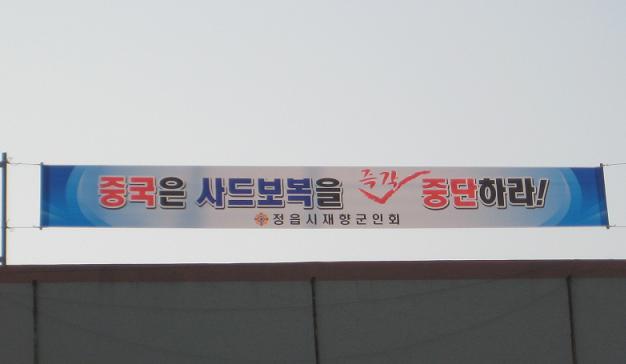 중국은 사드보복을 즉각 중단하라!
정읍시재향군인회